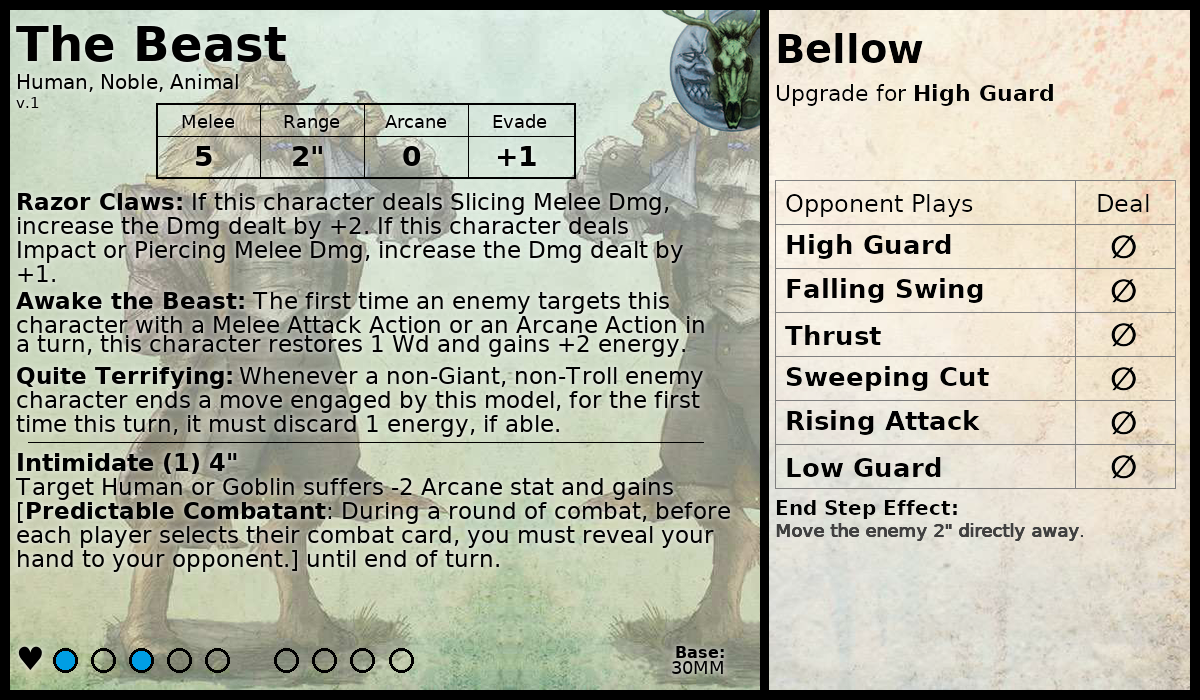 The Beast
Human, Noble, Animal
v.1
Melee Range Arcane Evade
5 2" 0 +1
Razor Claws: If this character deals Slicing Melee Dmg,
increase the Dmg dealt by +2. If this character deals
Impact or Piercing Melee Dmg, increase the Dmg dealt by
+1.
Awake the Beast: The first time an enemy targets this
character with a Melee Attack Action or an Arcane Action in
a turn, this character restores 1 Wd and gains +2 energy.
Quite Terrifying: Whenever a non-Giant, non-Troll enemy
character ends a move engaged by this model, for the first
time this turn, it must discard 1 energy, if able.
Intimidate (1) 4"
Target Human or Goblin suffers -2 Arcane stat and gains
[Predictable Combatant: During a round of combat, before
each player selects their combat card, you must reveal your
hand to your opponent.] until end of turn.
Base:
30MM
Bellow
Upgrade for High Guard
Opponent Plays Deal
High Guard ∅
Falling Swing ∅
Thrust ∅
Sweeping Cut ∅
Rising Attack ∅
Low Guard ∅
End Step Effect:
Move the enemy 2" directly away.